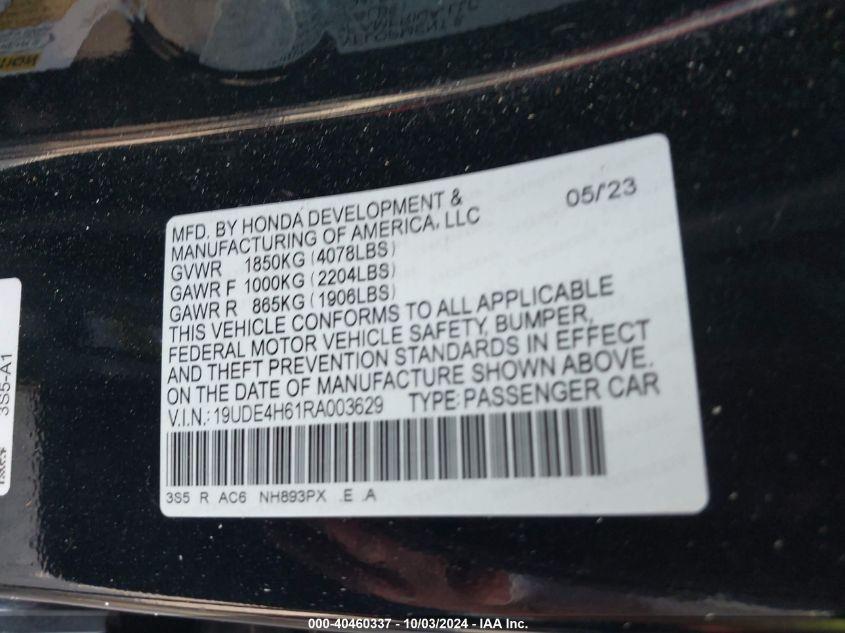 MFD. BY HONDA DEVELOPMENT & 05/'23
MANUFACTURING OF AMERICA, LLC
GVWR 1850KG (4078LBS)
GAWR F 1000KG (2204LBS)
GAWR R 865KG (1906LBS)
THIS VEHICLE CONFORMS TO ALL APPLICABLE
FEDERAL MOTOR VEHICLE SAFETY, BUMPER,
AND THEFT PREVENTION STANDARDS IN EFFECT
ON THE DATE OF MANUFACTURE SHOWN ABOVE.
V.I.N.: 19UDE4H61RA003629 TYPE: PASSENGER CAR
3S5 R AC6 NH893PX .E .A
3S5-A1
000-40460337 - 10/03/2024 - IAA Inc.